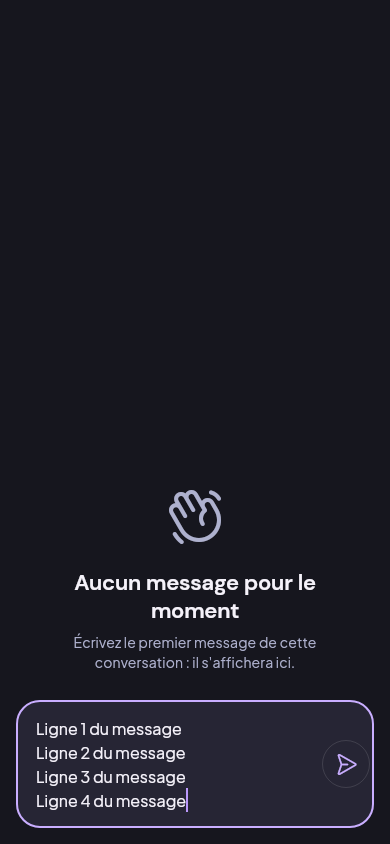 Aucun message pour le
moment
Écrivez le premier message de cette
conversation : il s'affichera ici.
Ligne 1 du message
Ligne 2 du message
Ligne 3 du message
Ligne 4 du message